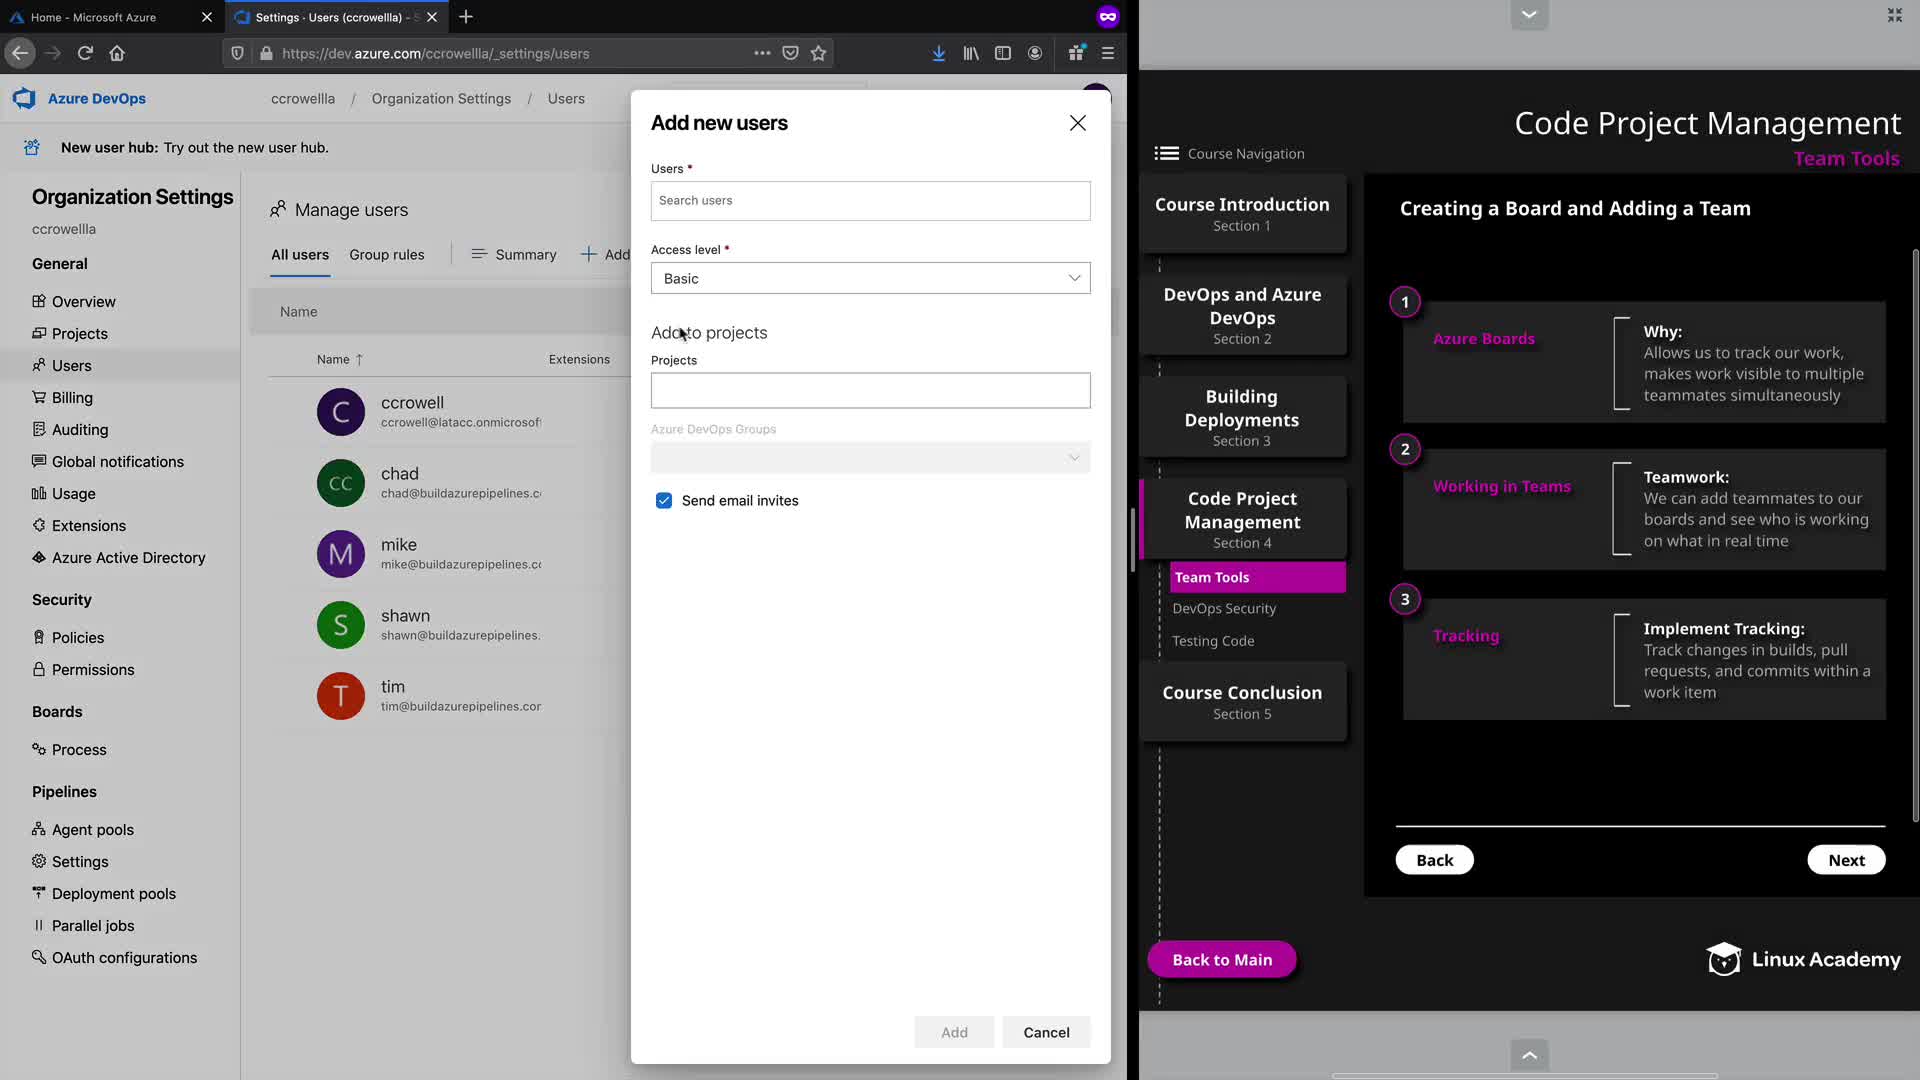 Home - Microsoft Azure
Settings · Users (ccrowellla) - S
https://dev.azure.com/ccrowellla/_settings/users
Azure DevOps
ccrowellla / Organization Settings / Users
New user hub: Try out the new user hub.
Organization Settings
ccrowellla
General
Overview
Projects
Users
Billing
Auditing
Global notifications
Usage
Extensions
Azure Active Directory
Security
Policies
Permissions
Boards
Process
Pipelines
Agent pools
Settings
Deployment pools
Parallel jobs
OAuth configurations
Manage users
All users
Group rules
Summary
Add
Name
Name ↑
Extensions
C
ccrowell
ccrowell@latacc.onmicrosoft
CC
chad
chad@buildazurepipelines.co
M
mike
mike@buildazurepipelines.co
S
shawn
shawn@buildazurepipelines.
T
tim
tim@buildazurepipelines.cor
Add new users
Users *
Search users
Access level *
Basic
Add to projects
Projects
Azure DevOps Groups
Send email invites
Add
Cancel
Code Project Management
Team Tools
Course Navigation
Course Introduction
Section 1
DevOps and Azure
DevOps
Section 2
Building
Deployments
Section 3
Code Project
Management
Section 4
Team Tools
DevOps Security
Testing Code
Course Conclusion
Section 5
Back to Main
Creating a Board and Adding a Team
1
Azure Boards
Why:
Allows us to track our work,
makes work visible to multiple
teammates simultaneously
2
Working in Teams
Teamwork:
We can add teammates to our
boards and see who is working
on what in real time
3
Tracking
Implement Tracking:
Track changes in builds, pull
requests, and commits within a
work item
Back
Next
Linux Academy